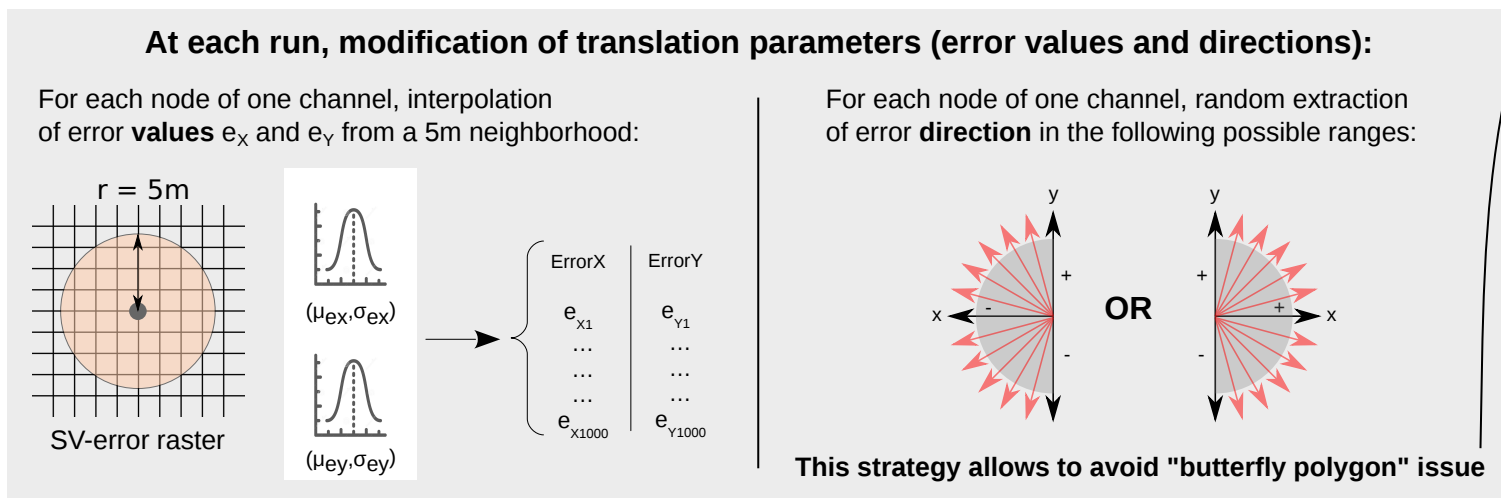 At each run, modification of translation parameters (error values and directions):
For each node of one channel, interpolation
of error values eX and eY from a 5m neighborhood:
r = 5m
SV-error raster
(μex,σex)
(μey,σey)
ErrorX ErrorY
eX1 eY1
... ...
... ...
... ...
eX1000 eY1000
For each node of one channel, random extraction
of error direction in the following possible ranges:
y
+
x -
-
OR
y
+
+ x
-
This strategy allows to avoid "butterfly polygon" issue